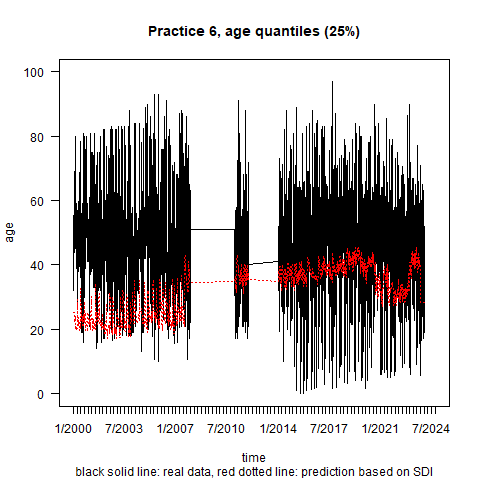 Practice 6, age quantiles (25%)
100
80
60
40
20
0
age
1/2000 7/2003 1/2007 7/2010 1/2014 7/2017 1/2021 7/2024
time
black solid line: real data, red dotted line: prediction based on SDI